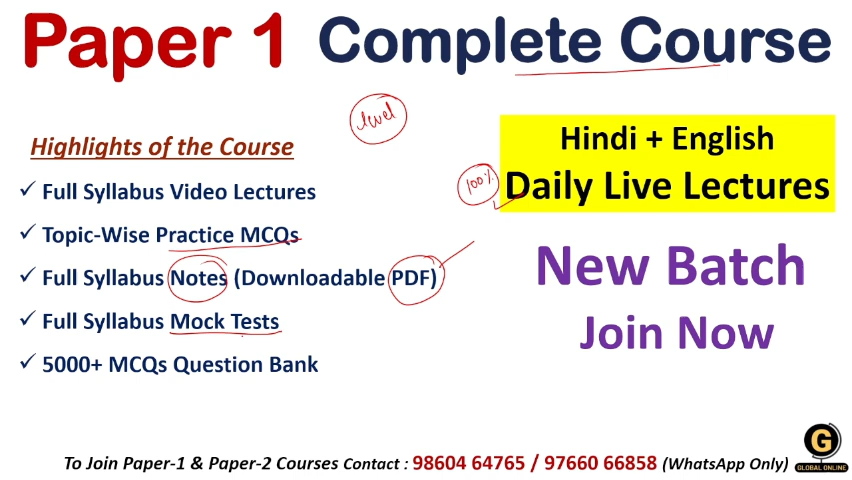 Paper 1 Complete Course
level
Highlights of the Course
✓ Full Syllabus Video Lectures
✓ Topic-Wise Practice MCQs
✓ Full Syllabus Notes (Downloadable PDF)
✓ Full Syllabus Mock Tests
✓ 5000+ MCQs Question Bank
Hindi + English
100%
Daily Live Lectures
New Batch
Join Now
To Join Paper-1 & Paper-2 Courses Contact : 98604 64765 / 97660 66858 (WhatsApp Only)
G
GLOBAL ONLINE